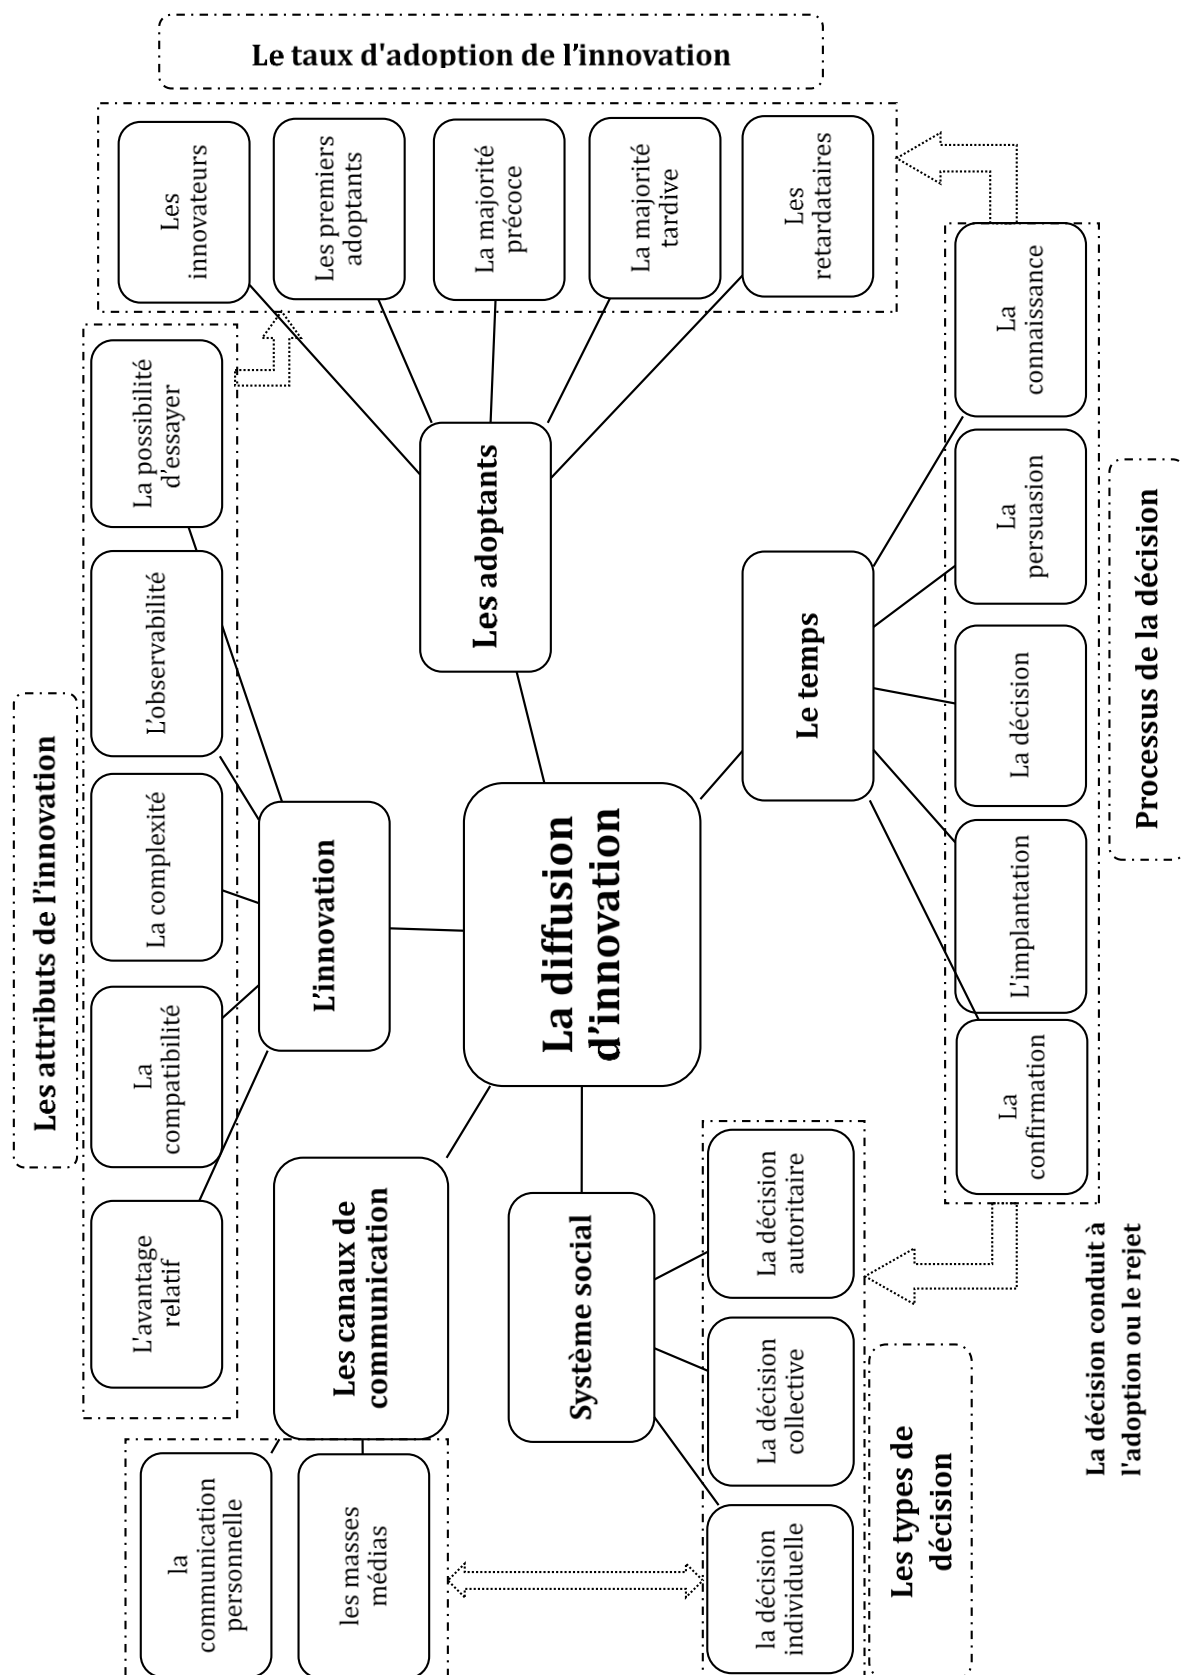 Le taux d'adoption de l'innovation
Les
innovateurs
Les premiers
adoptants
La majorité
précoce
La majorité
tardive
Les
retardataires
Les attributs de l'innovation
L'avantage
relatif
La
compatibilité
La complexité
L'observabilité
La possibilité
d'essayer
L'innovation
Les adoptants
La diffusion
d'innovation
Les canaux de
communication
la
communication
personnelle
les masses
médias
Système social
la décision
individuelle
La décision
collective
La décision
autoritaire
Les types de
décision
Le temps
La
confirmation
L'implantation
La décision
La
persuasion
La
connaissance
Processus de la décision
La décision conduit à
l'adoption ou le rejet